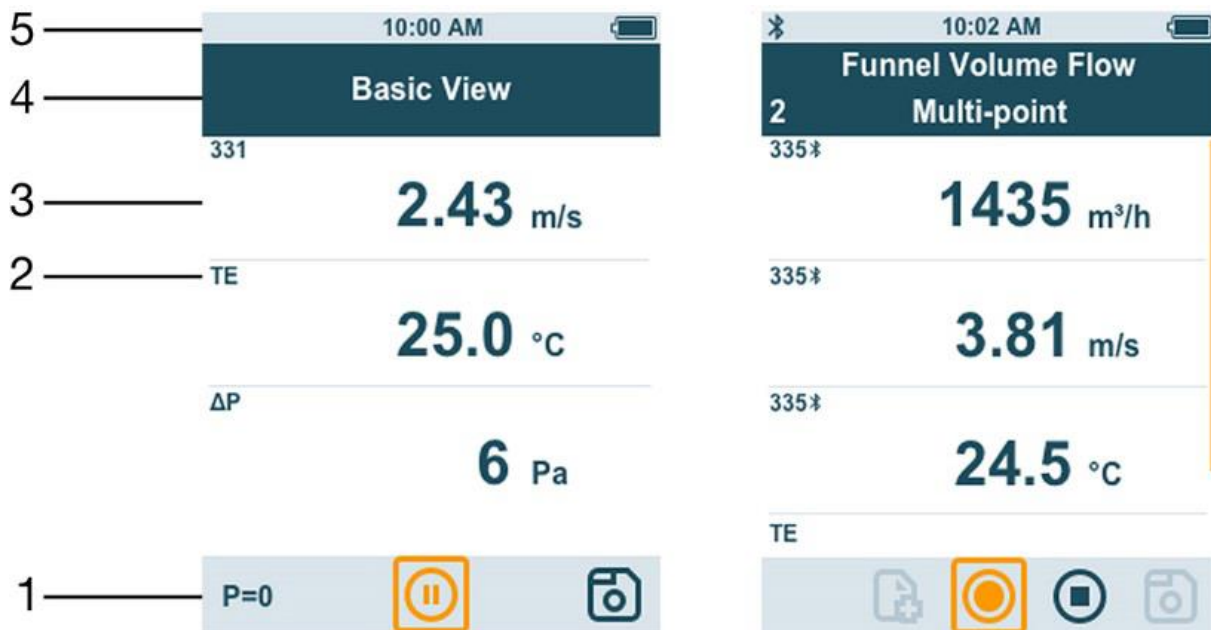 5
10:00 AM
4
Basic View
331
3
2.43 m/s
2
TE
25.0 °C
ΔP
6 Pa
1
P=0
10:02 AM
Funnel Volume Flow
2 Multi-point
335
1435 m³/h
335
3.81 m/s
335
24.5 °C
TE